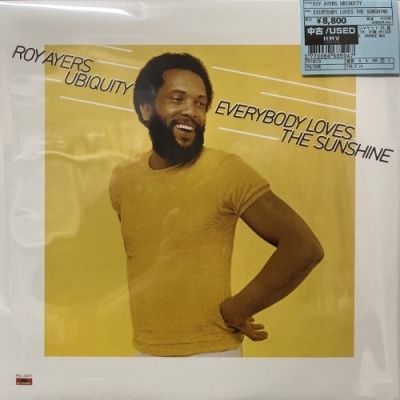 ROY AYERS UBIQUITY
EVERYBODY LOVES THE SUNSHINE
¥8,800
中古/USED
HMV
ROY AYERS
UBIQUITY
EVERYBODY LOVES
THE SUNSHINE